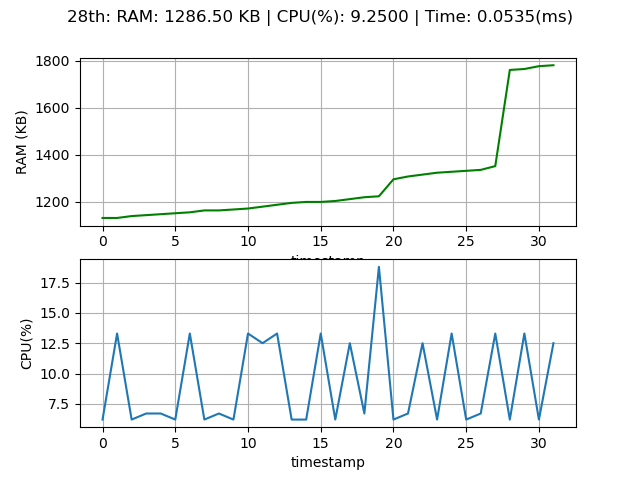 28th: RAM: 1286.50 KB | CPU(%): 9.2500 | Time: 0.0535(ms)
1800
1600
1400
1200
RAM (KB)
0 5 10 15 20 25 30
timestamp
17.5
15.0
12.5
10.0
7.5
CPU(%)
0 5 10 15 20 25 30
timestamp